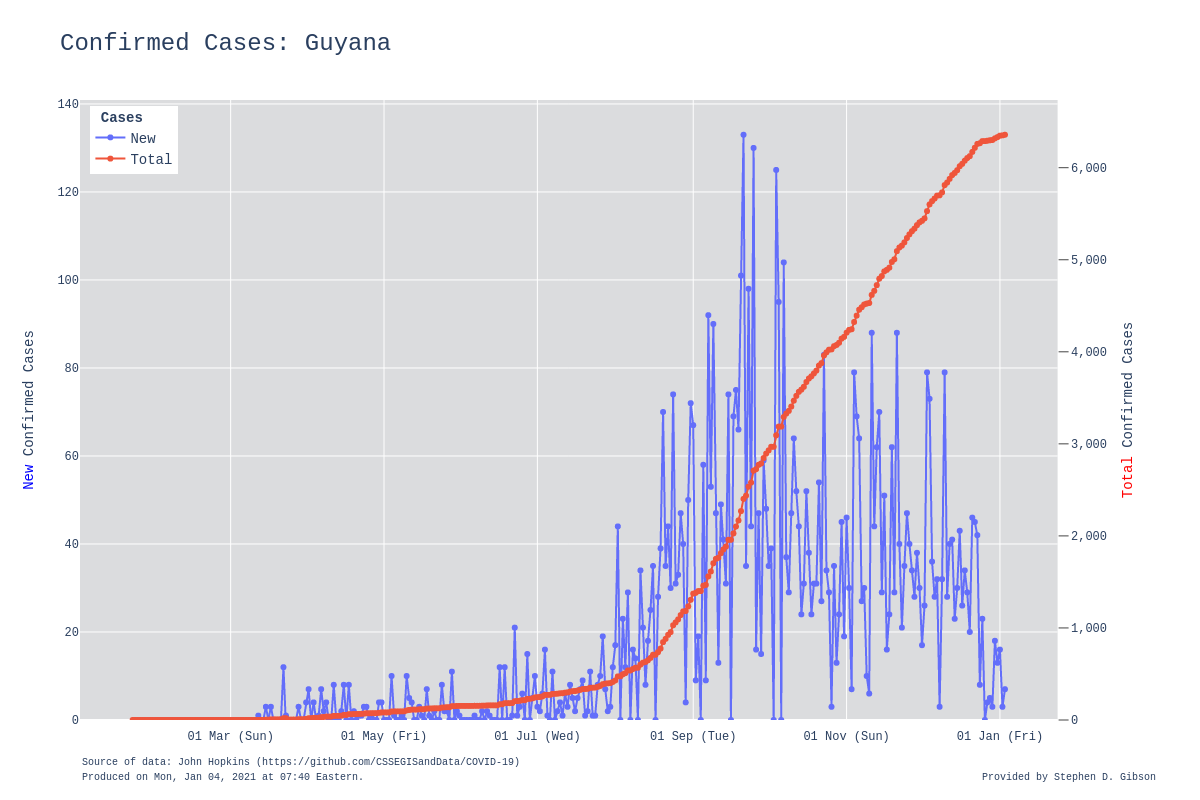 Confirmed Cases: Guyana
Cases
New
Total
140
120
100
80
60
40
20
0
6,000
5,000
4,000
3,000
2,000
1,000
0
New Confirmed Cases
Total Confirmed Cases
01 Mar (Sun)
01 May (Fri)
01 Jul (Wed)
01 Sep (Tue)
01 Nov (Sun)
01 Jan (Fri)
Source of data: John Hopkins (https://github.com/CSSEGISandData/COVID-19)
Produced on Mon, Jan 04, 2021 at 07:40 Eastern.
Provided by Stephen D. Gibson